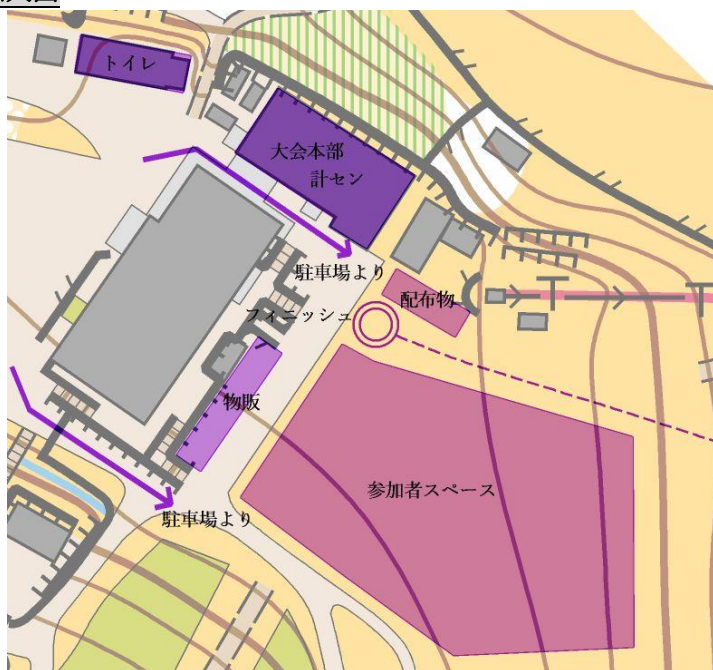 トイレ
大会本部
計セン
駐車場より
配布物
フィニッシュ
物販
参加者スペース
駐車場より